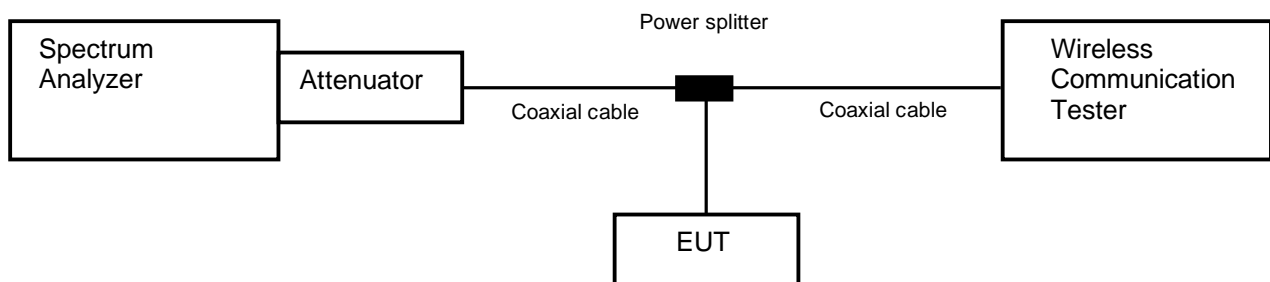 Power splitter
Spectrum
Analyzer
Attenuator
Coaxial cable
Coaxial cable
Wireless
Communication
Tester
EUT